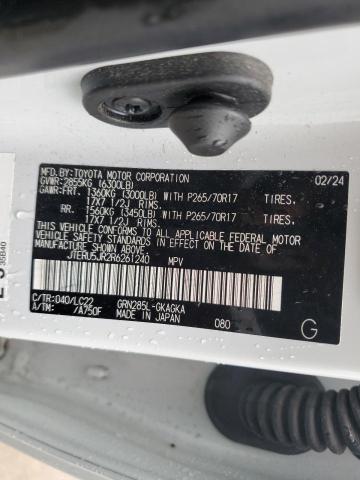 MFD.BY:TOYOTA MOTOR CORPORATION 02/24
GVWR:2855KG (6300LB)
GAWR:FRT. 1360KG (3000LB) WITH P265/70R17 TIRES,
17X7 1/2J RIMS.
RR. 1560KG (3450LB) WITH P265/70R17 TIRES,
17X7 1/2J RIMS.
THIS VEHICLE CONFORMS TO ALL APPLICABLE FEDERAL MOTOR
VEHICLE SAFETY STANDARDS IN EFFECT ON THE DATE OF
MANUFACTURE SHOWN ABOVE.
JTERU5JR2R6261240 MPV
C/TR:040/LC22 GRN285L-GKAGKA
A/TM: /A750F MADE IN JAPAN 080 G
35B40